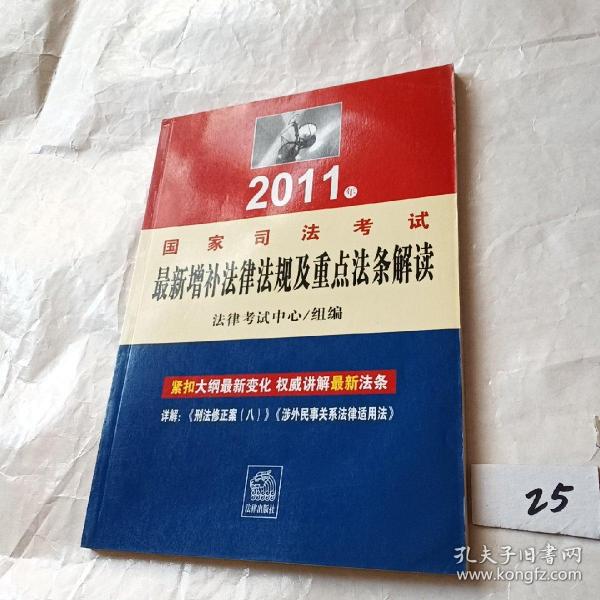 2011年
国家司法考试
最新增补法律法规及重点法条解读
法律考试中心/组编
紧扣大纲最新变化 权威讲解最新法条
详解：《刑法修正案（八）》《涉外民事关系法律适用法》
法律出版社
25
孔夫子旧书网
www.kongfz.com